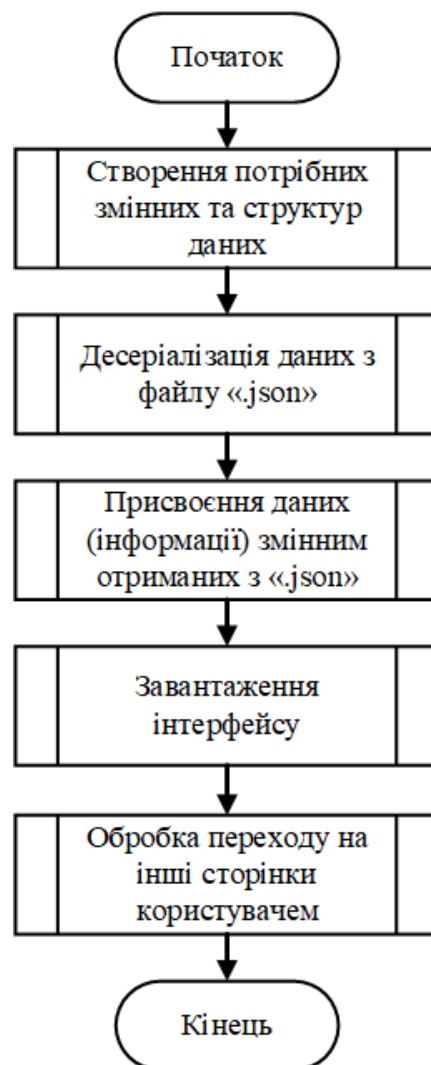 Початок
Створення потрібних
змінних та структур
даних
Десеріалізація даних з
файлу «.json»
Присвоєння даних
(інформації) змінним
отриманих з «.json»
Завантаження
інтерфейсу
Обробка переходу на
інші сторінки
користувачем
Кінець